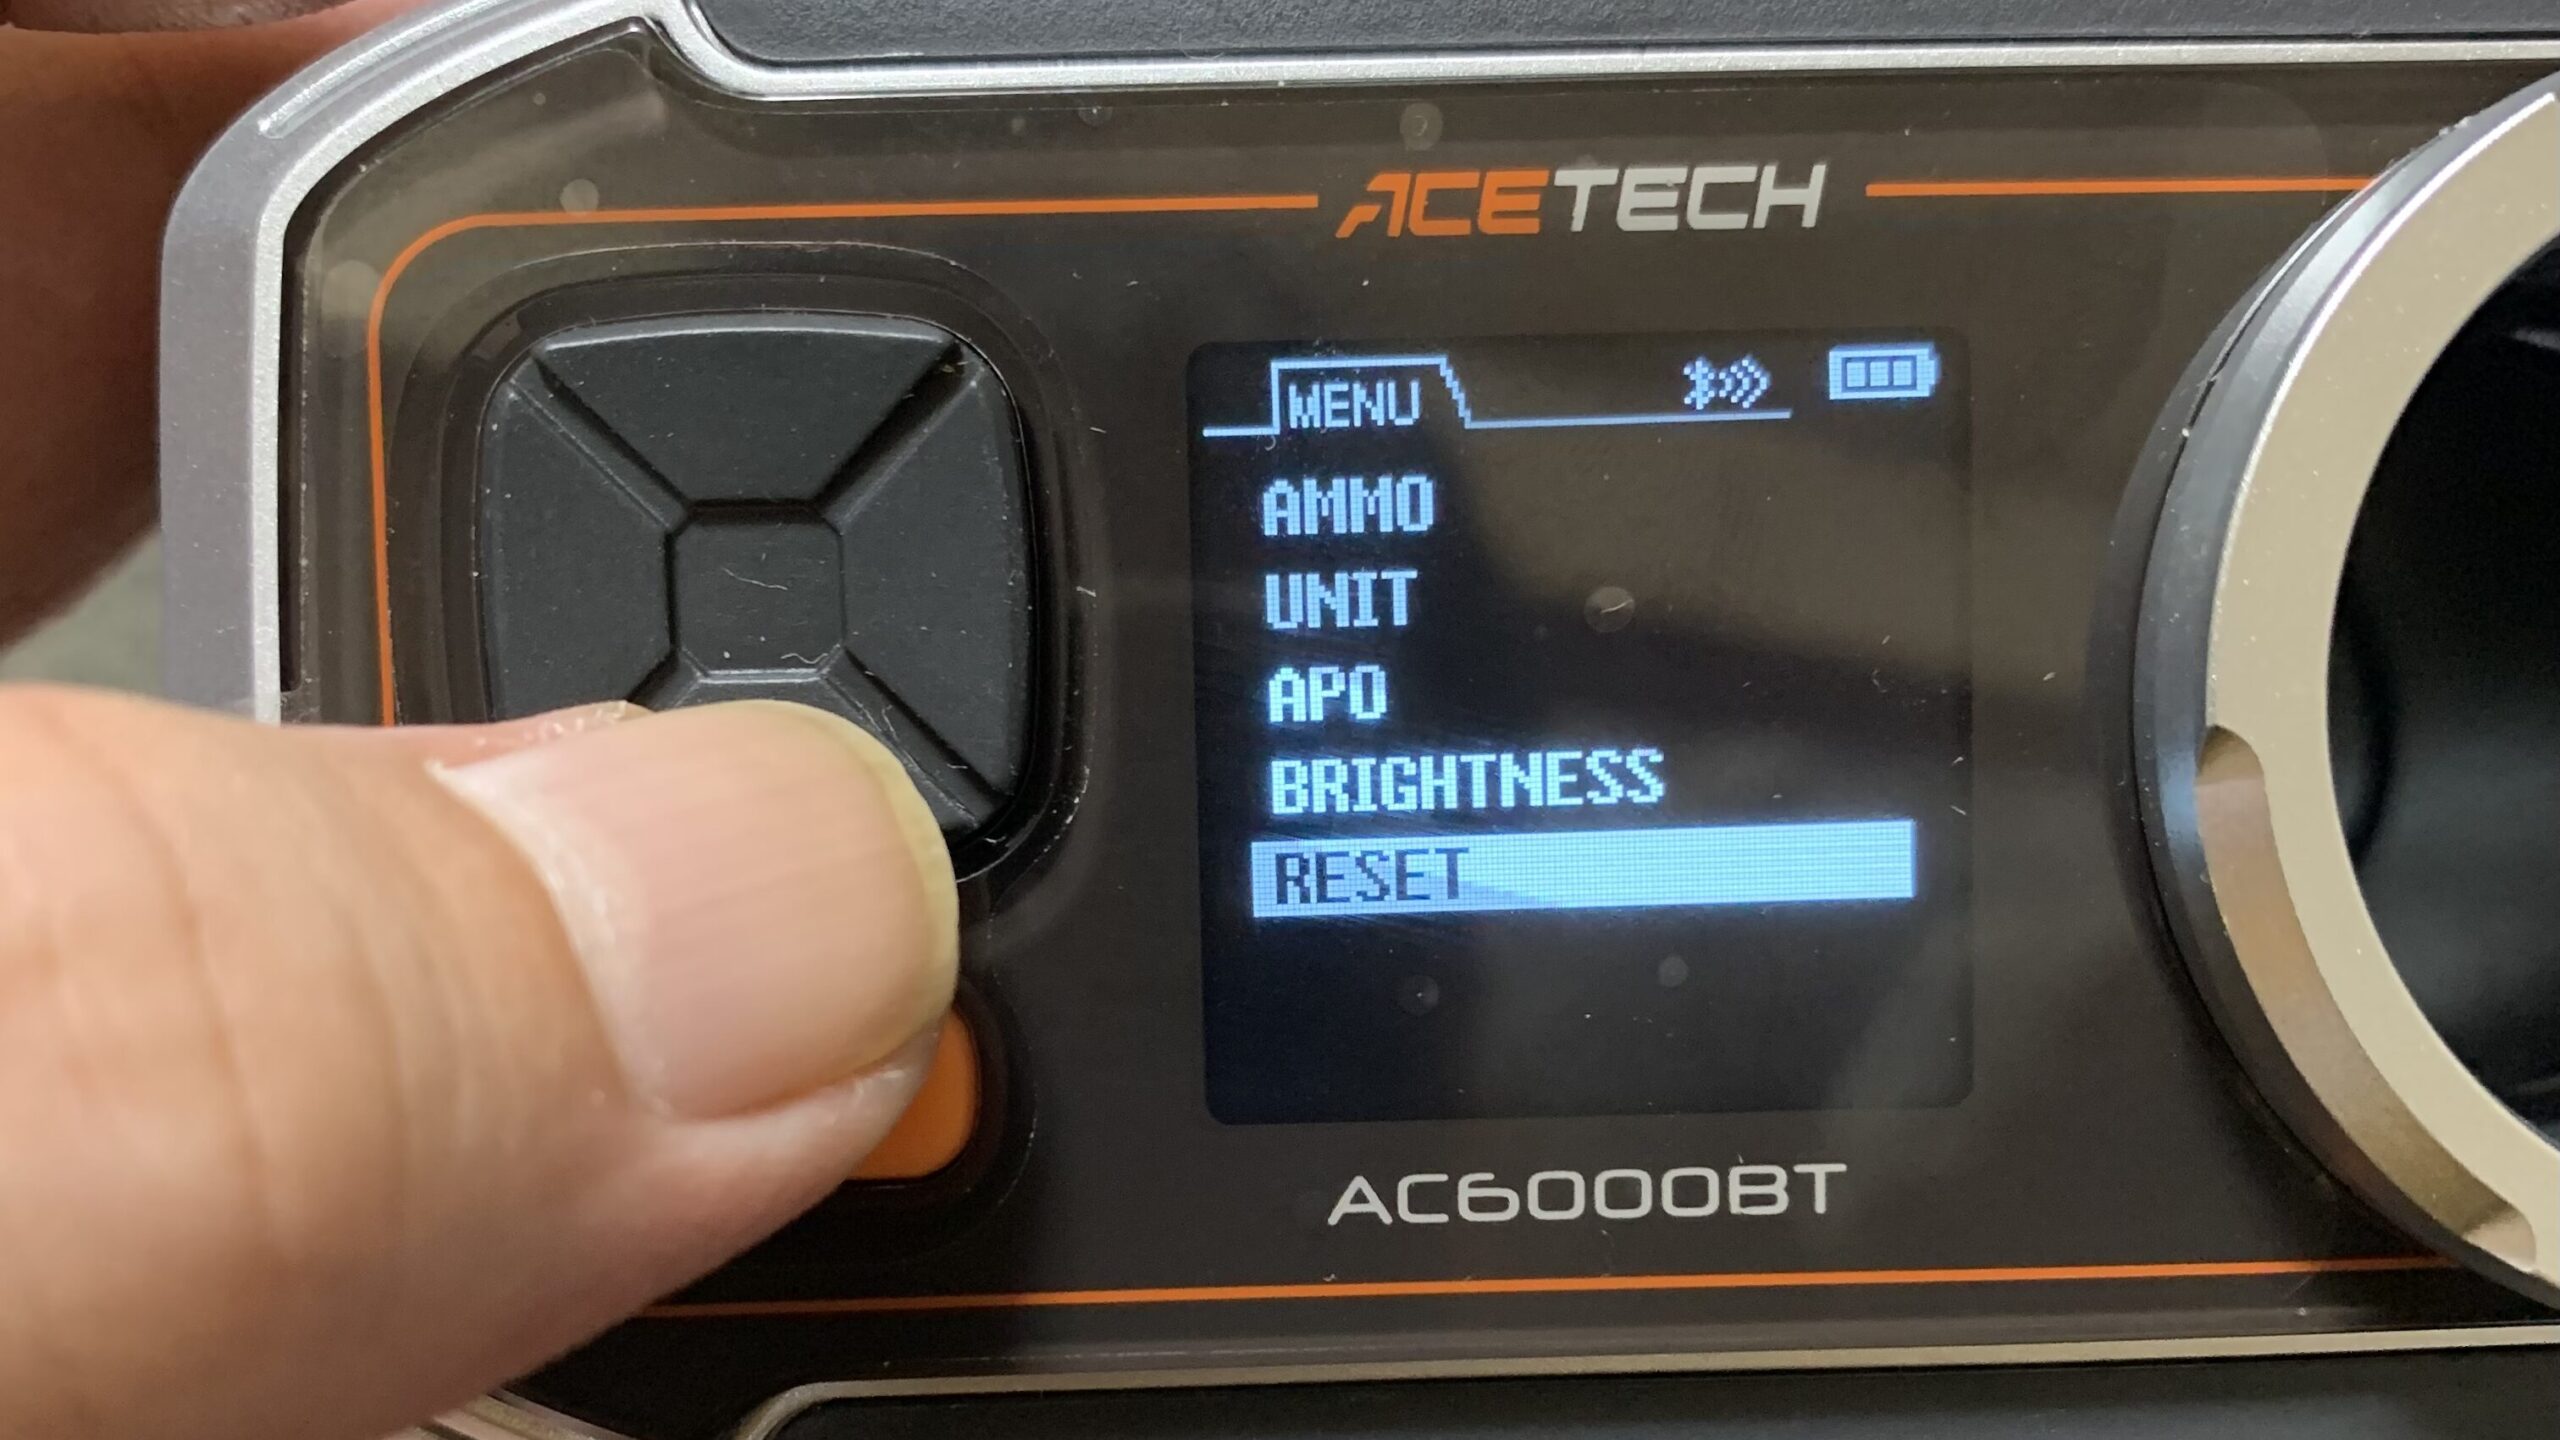 ACETECH
MENU
AMMO
UNIT
APO
BRIGHTNESS
RESET
AC6000BT